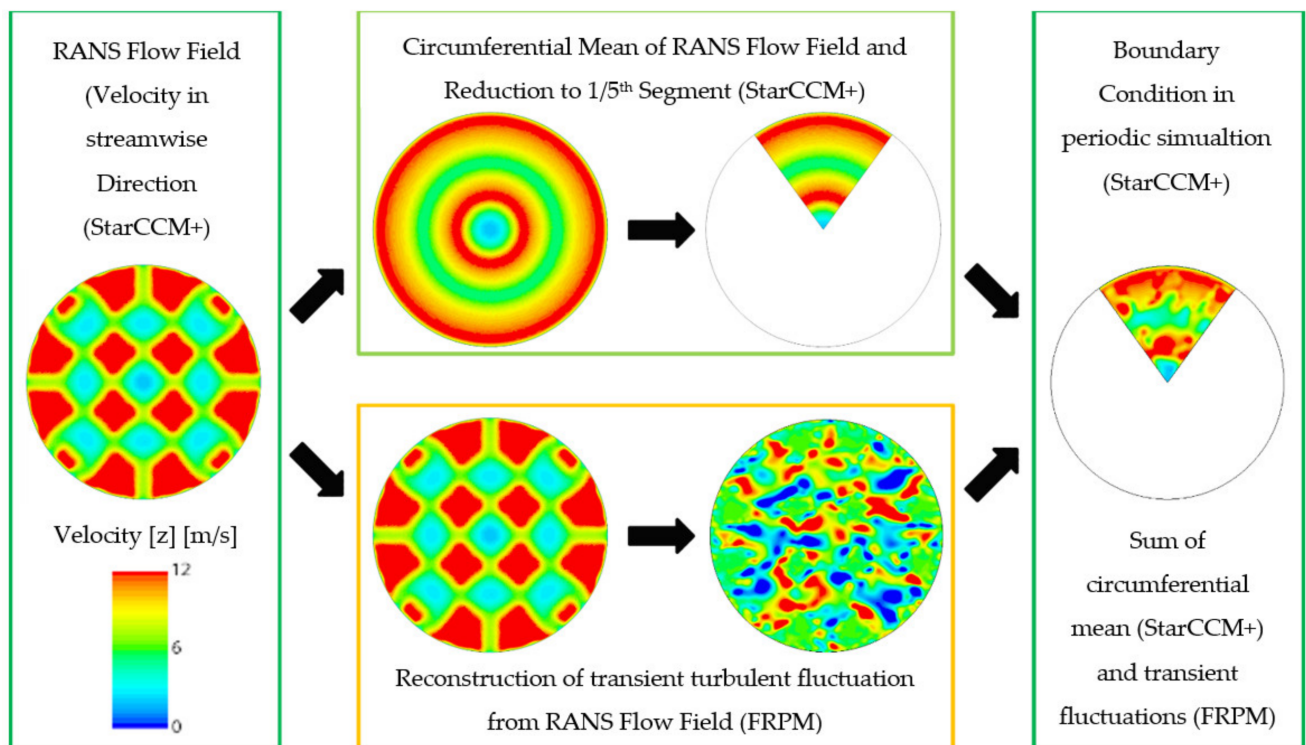 RANS Flow Field
(Velocity in
streamwise
Direction
(StarCCM+)
Velocity [z] [m/s]
12
6
0
Circumferential Mean of RANS Flow Field and
Reduction to 1/5th Segment (StarCCM+)
Reconstruction of transient turbulent fluctuation
from RANS Flow Field (FRPM)
Boundary
Condition in
periodic simualtion
(StarCCM+)
Sum of
circumferential
mean (StarCCM+)
and transient
fluctuations (FRPM)